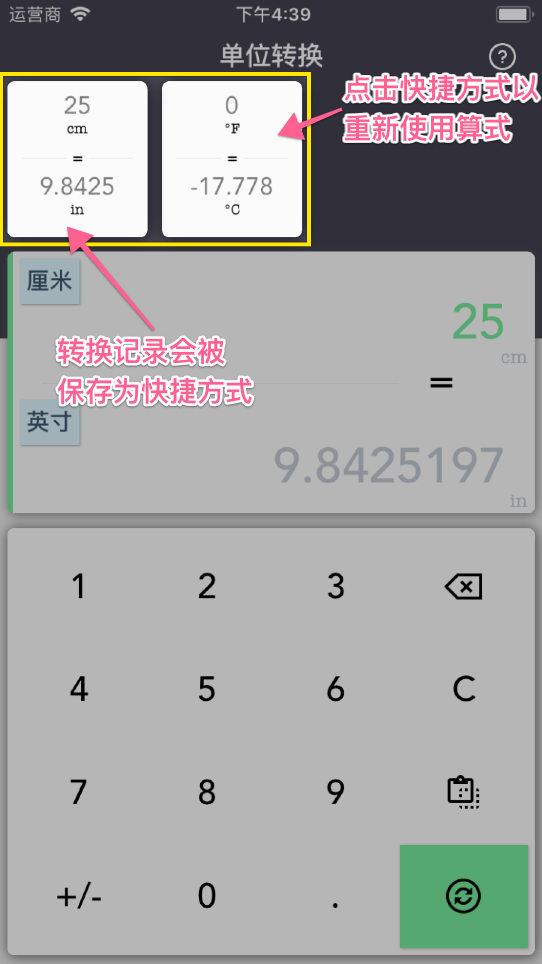 运营商
下午4:39
单位转换
?
25
cm
=
9.8425
in
0
°F
=
-17.778
°C
点击快捷方式以
重新使用算式
转换记录会被
保存为快捷方式
厘米
25
cm
=
英寸
9.8425197
in
1 2 3
4 5 6 C
7 8 9
+/- 0 .